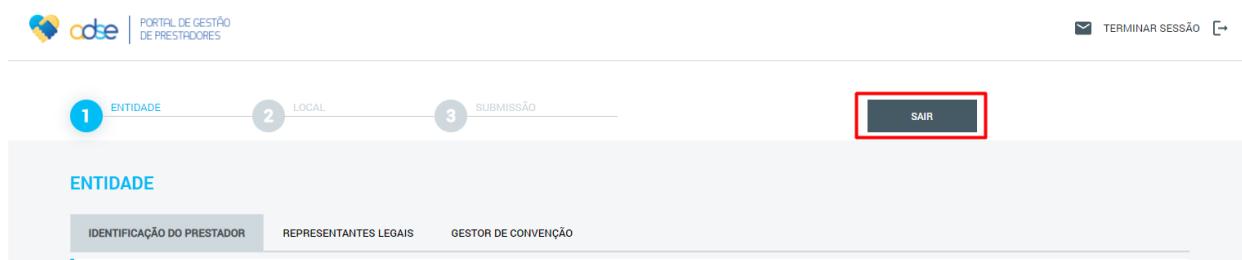 adse
PORTAL DE GESTÃO
DE PRESTADORES
TERMINAR SESSÃO
1 ENTIDADE
2 LOCAL
3 SUBMISSÃO
SAIR
ENTIDADE
IDENTIFICAÇÃO DO PRESTADOR
REPRESENTANTES LEGAIS
GESTOR DE CONVENÇÃO